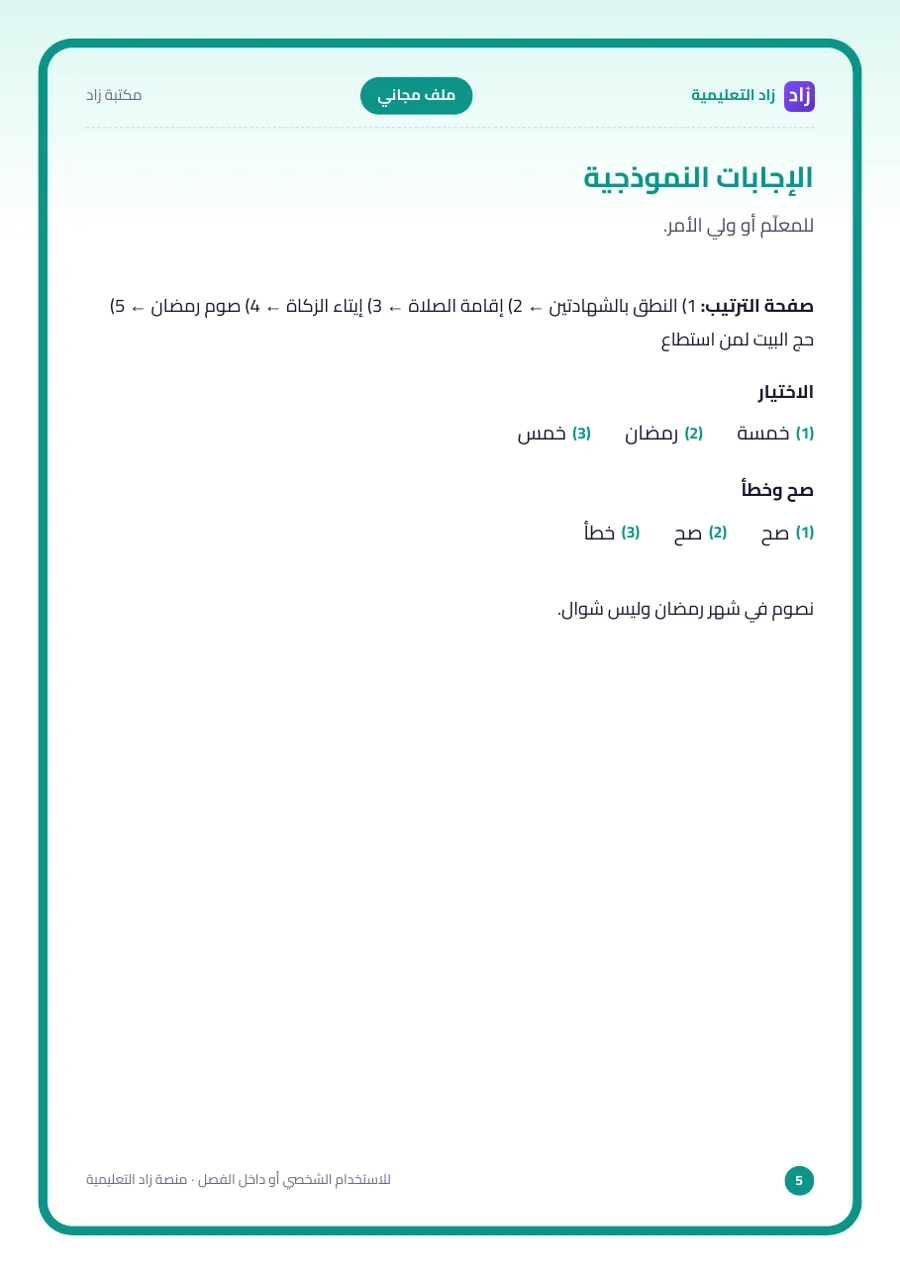 زاد
زاد التعليمية
ملف مجاني
مكتبة زاد
الإجابات النموذجية
للمعلّم أو ولي الأمر.
صفحة الترتيب: 1) النطق بالشهادتين ← 2) إقامة الصلاة ← 3) إيتاء الزكاة ← 4) صوم رمضان ← 5)
حج البيت لمن استطاع
الاختيار
(1) خمسة (2) رمضان (3) خمس
صح وخطأ
(1) صح (2) صح (3) خطأ
نصوم في شهر رمضان وليس شوال.
5
للاستخدام الشخصي أو داخل الفصل · منصة زاد التعليمية